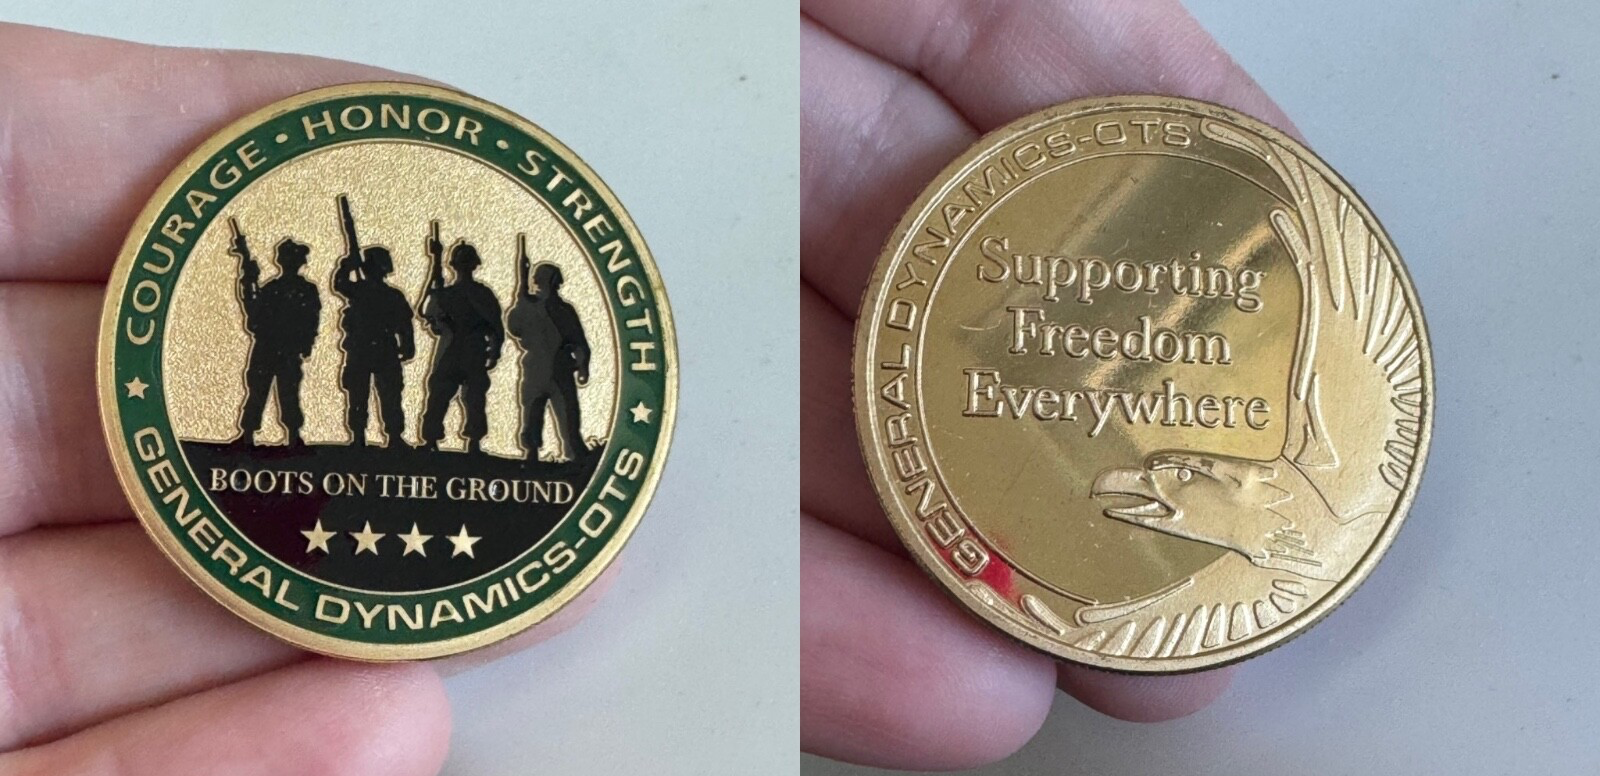 COURAGE • HONOR • STRENGTH
BOOTS ON THE GROUND
GENERAL DYNAMICS-OTS
GENERAL DYNAMICS-OTS
Supporting
Freedom
Everywhere